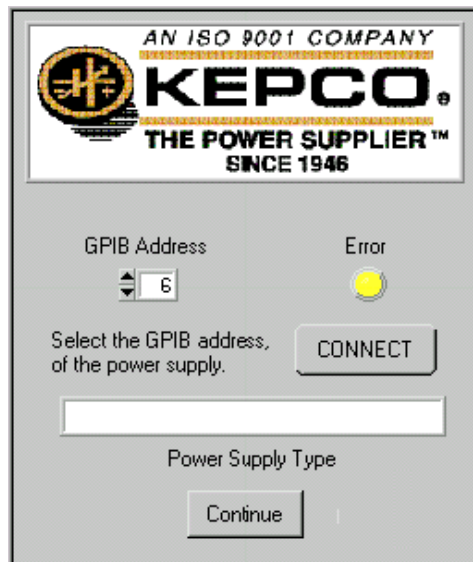 AN ISO 9001 COMPANY
KEPCO®
THE POWER SUPPLIER™
SINCE 1946
GPIB Address
Error
6
Select the GPIB address,
of the power supply.
CONNECT
Power Supply Type
Continue